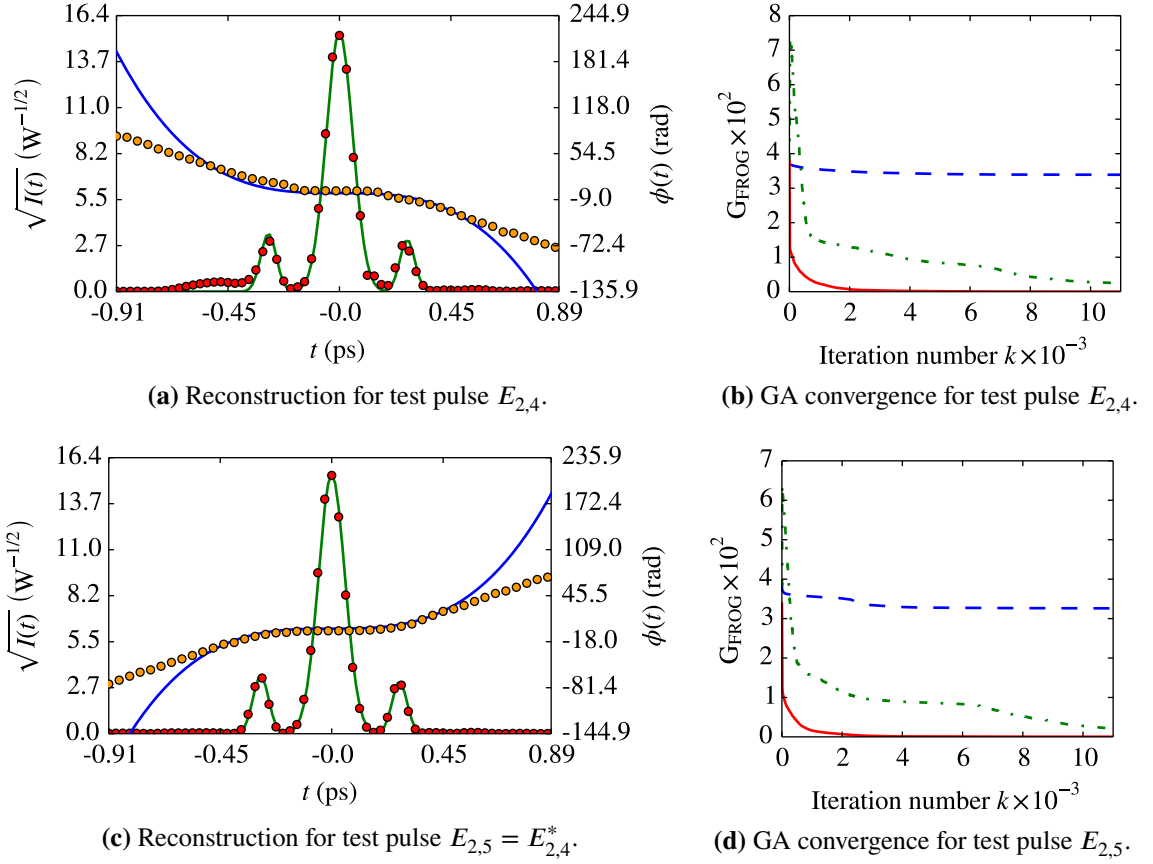 16.4
13.7
11.0
8.2
5.5
2.7
0.0
√I(t) (W⁻¹/²)
244.9
181.4
118.0
54.5
-9.0
-72.4
-135.9
ϕ(t) (rad)
-0.91 -0.45 -0.0 0.45 0.89
t (ps)
(a) Reconstruction for test pulse E₂,₄.
8
7
6
5
4
3
2
1
0
G_FROG×10²
0 2 4 6 8 10
Iteration number k×10⁻³
(b) GA convergence for test pulse E₂,₄.
16.4
13.7
11.0
8.2
5.5
2.7
0.0
√I(t) (W⁻¹/²)
235.9
172.4
109.0
45.5
-18.0
-81.4
-144.9
ϕ(t) (rad)
-0.91 -0.45 -0.0 0.45 0.89
t (ps)
(c) Reconstruction for test pulse E₂,₅ = E*₂,₄.
7
6
5
4
3
2
1
0
G_FROG×10²
0 2 4 6 8 10
Iteration number k×10⁻³
(d) GA convergence for test pulse E₂,₅.